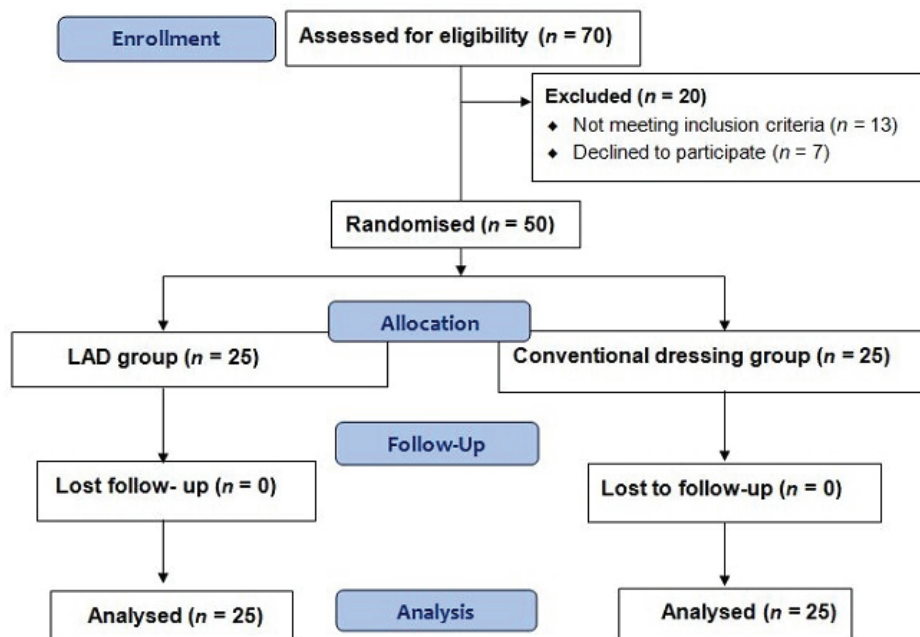 Enrollment
Assessed for eligibility (n = 70)
Excluded (n = 20)
◆ Not meeting inclusion criteria (n = 13)
◆ Declined to participate (n = 7)
Randomised (n = 50)
Allocation
LAD group (n = 25)
Conventional dressing group (n = 25)
Follow-Up
Lost follow- up (n = 0)
Lost to follow-up (n = 0)
Analysed (n = 25)
Analysis
Analysed (n = 25)